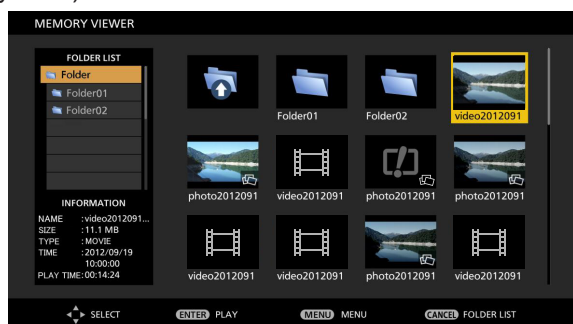 MEMORY VIEWER
FOLDER LIST
Folder
Folder01
Folder02
INFORMATION
NAME :video2012091...
SIZE :11.1 MB
TYPE :MOVIE
TIME :2012/09/19
10:00:00
PLAY TIME:00:14:24
Folder01 Folder02 video2012091
photo2012091 video2012091 photo2012091 photo2012091
video2012091 video2012091 photo2012091 video2012091
SELECT ENTER PLAY MENU MENU CANCEL FOLDER LIST